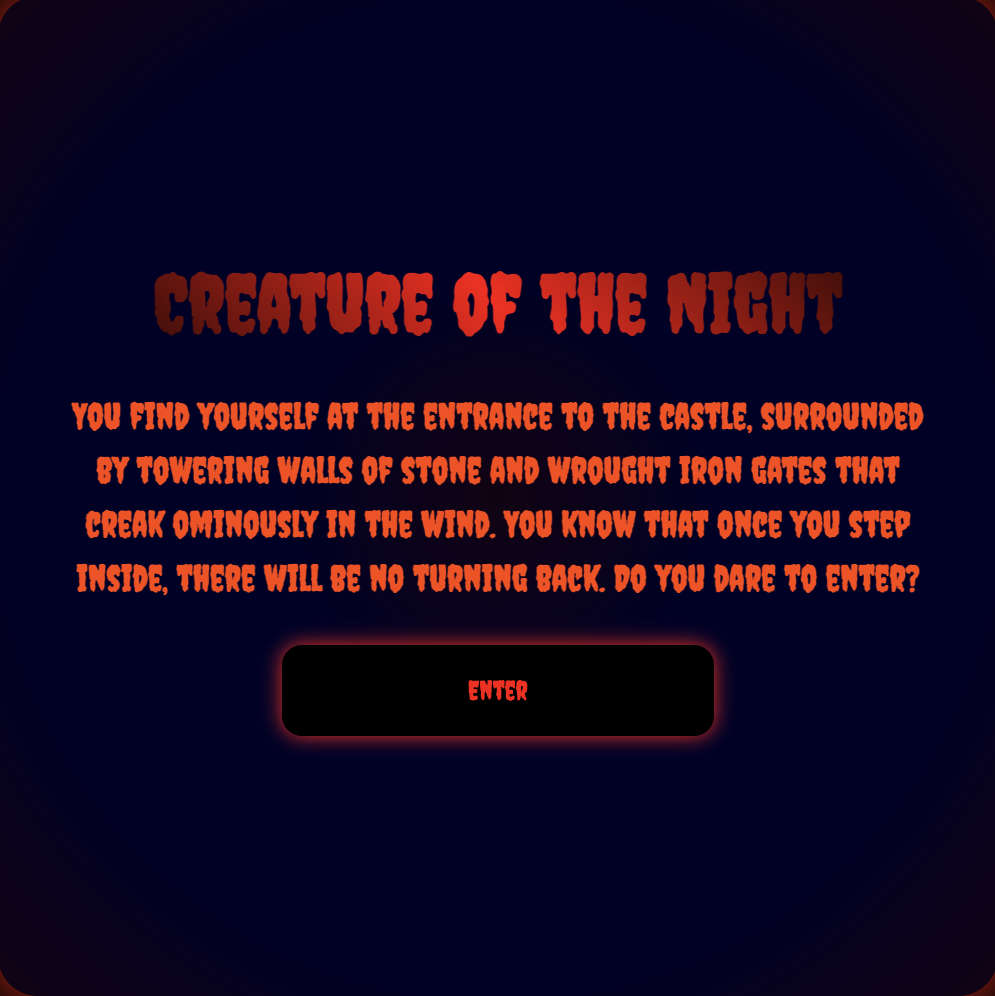 CREATURE OF THE NIGHT
YOU FIND YOURSELF AT THE ENTRANCE TO THE CASTLE, SURROUNDED
BY TOWERING WALLS OF STONE AND WROUGHT IRON GATES THAT
CREAK OMINOUSLY IN THE WIND. YOU KNOW THAT ONCE YOU STEP
INSIDE, THERE WILL BE NO TURNING BACK. DO YOU DARE TO ENTER?
ENTER